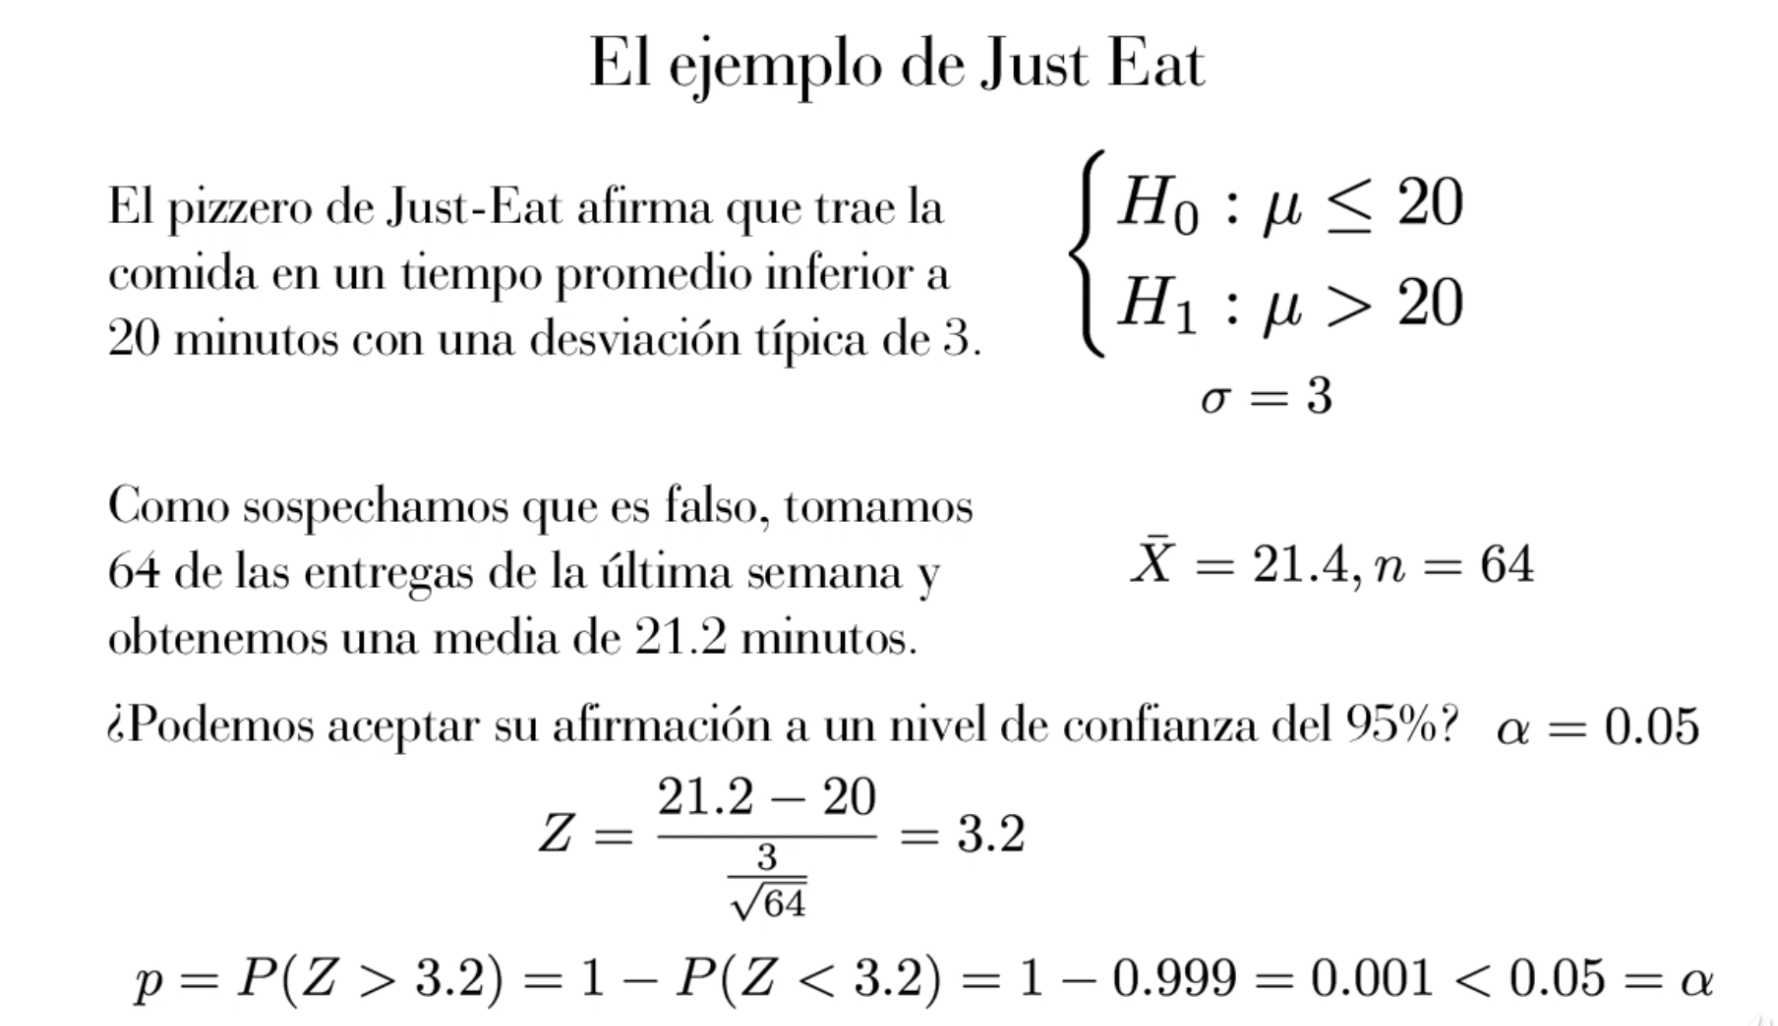 El ejemplo de Just Eat
El pizzero de Just-Eat afirma que trae la
comida en un tiempo promedio inferior a
20 minutos con una desviación típica de 3.
H₀ : μ ≤ 20
H₁ : μ > 20
σ = 3
Como sospechamos que es falso, tomamos
64 de las entregas de la última semana y
obtenemos una media de 21.2 minutos.
X̄ = 21.4, n = 64
¿Podemos aceptar su afirmación a un nivel de confianza del 95%? α = 0.05
Z = (21.2 − 20) / (3 / √64) = 3.2
p = P(Z > 3.2) = 1 − P(Z < 3.2) = 1 − 0.999 = 0.001 < 0.05 = α